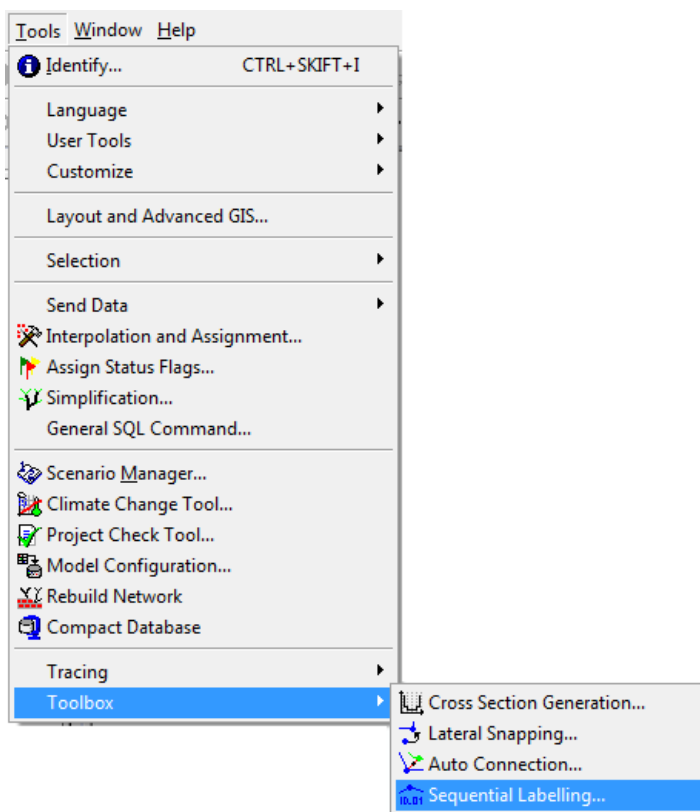 Tools Window Help
Identify... CTRL+SKIFT+I
Language
User Tools
Customize
Layout and Advanced GIS...
Selection
Send Data
Interpolation and Assignment...
Assign Status Flags...
Simplification...
General SQL Command...
Scenario Manager...
Climate Change Tool...
Project Check Tool...
Model Configuration...
Rebuild Network
Compact Database
Tracing
Toolbox
Cross Section Generation...
Lateral Snapping...
Auto Connection...
Sequential Labelling...